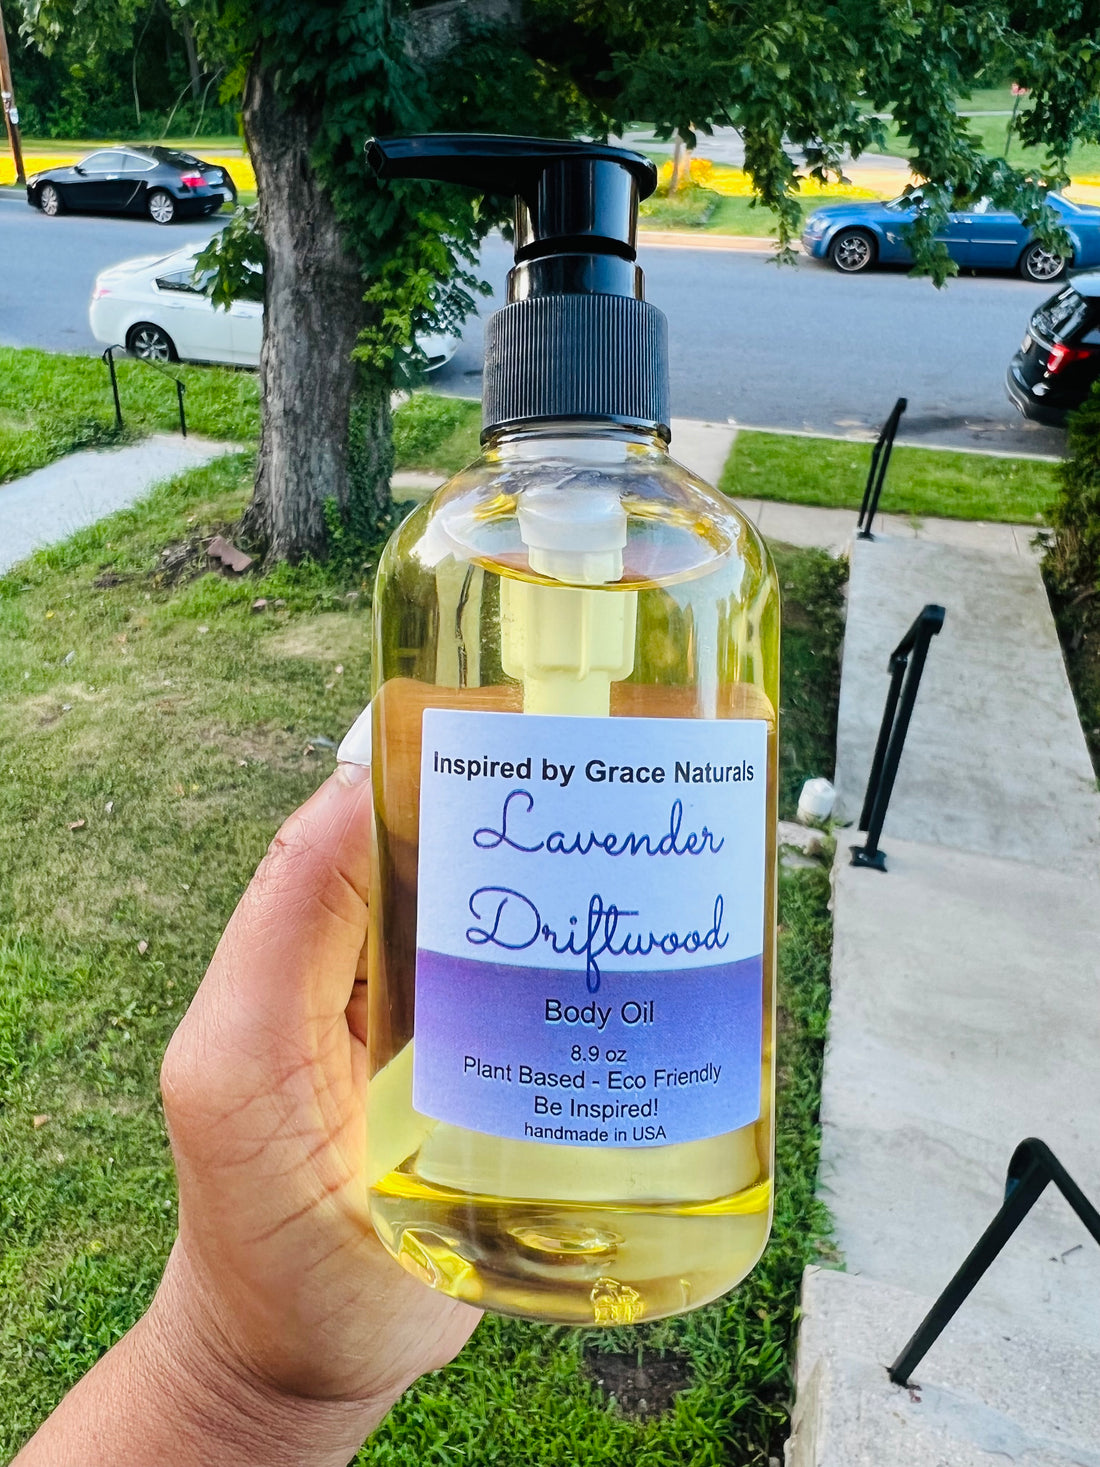 Inspired by Grace Naturals
Lavender
Driftwood
Body Oil
8.9 oz
Plant Based - Eco Friendly
Be Inspired!
handmade in USA